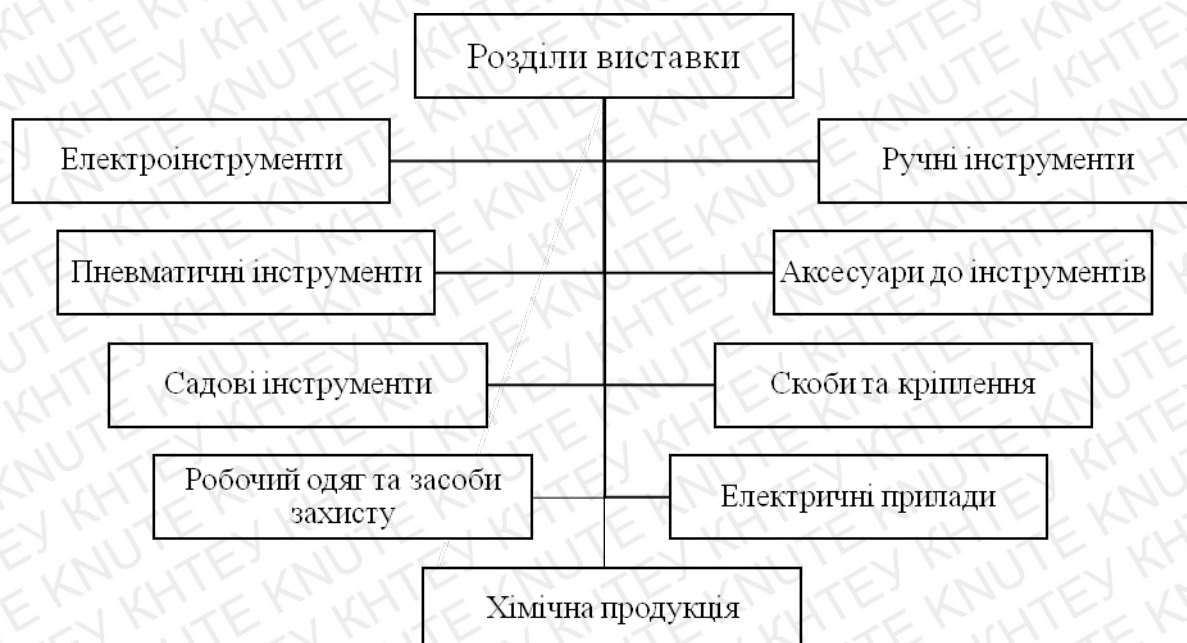 Розділи виставки
Електроінструменти
Ручні інструменти
Пневматичні інструменти
Аксесуари до інструментів
Садові інструменти
Скоби та кріплення
Робочий одяг та засоби
захисту
Електричні прилади
Хімічна продукція